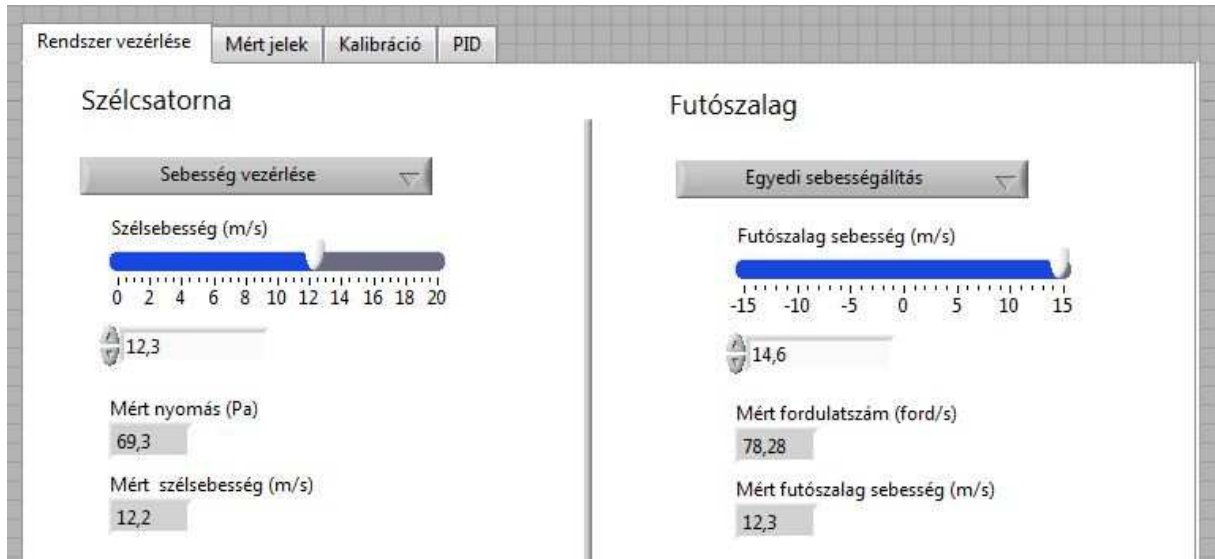 Rendszer vezérlése Mért jelek Kalibráció PID
Szélcsatorna
Sebesség vezérlése
Szélsebesség (m/s)
0 2 4 6 8 10 12 14 16 18 20
12,3
Mért nyomás (Pa)
69,3
Mért szélsebesség (m/s)
12,2
Futószalag
Egyedi sebességálítás
Futószalag sebesség (m/s)
-15 -10 -5 0 5 10 15
14,6
Mért fordulatszám (ford/s)
78,28
Mért futószalag sebesség (m/s)
12,3